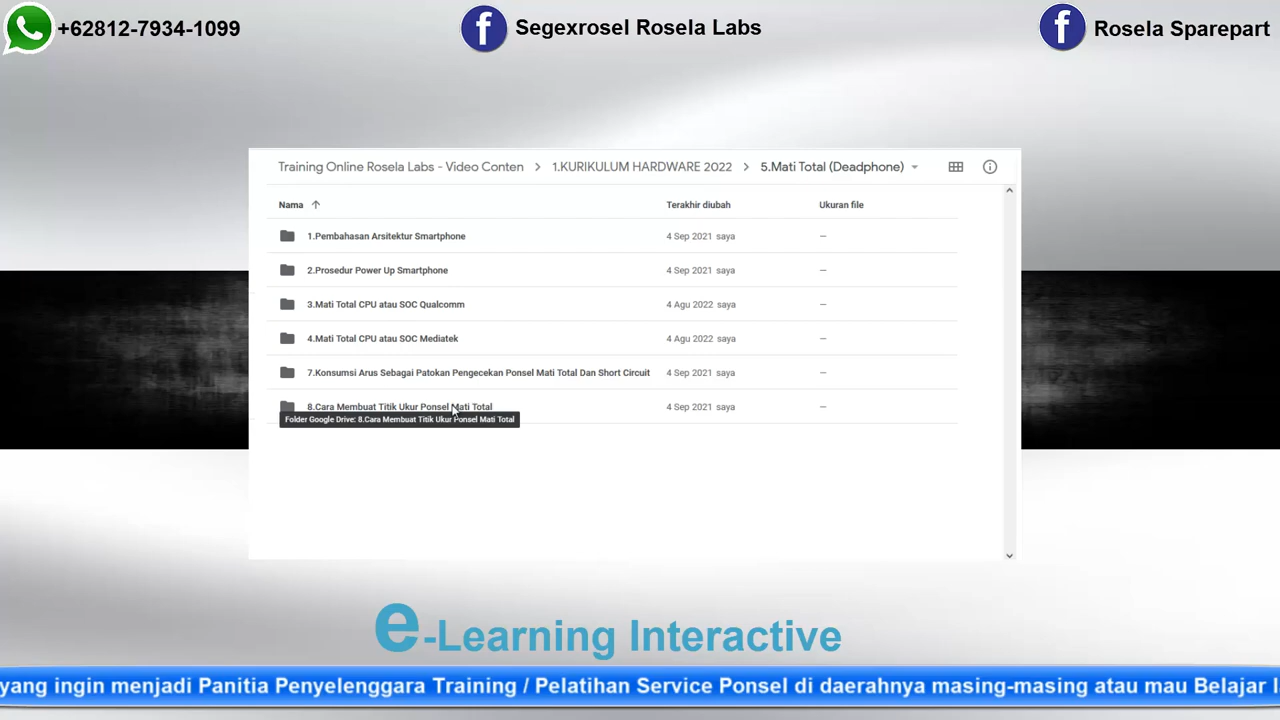 +62812-7934-1099
Segexrosel Rosela Labs
Rosela Sparepart
Training Online Rosela Labs - Video Conten > 1.KURIKULUM HARDWARE 2022 > 5.Mati Total (Deadphone)
Nama Terakhir diubah Ukuran file
1.Pembahasan Arsitektur Smartphone 4 Sep 2021 saya —
2.Prosedur Power Up Smartphone 4 Sep 2021 saya —
3.Mati Total CPU atau SOC Qualcomm 4 Agu 2022 saya —
4.Mati Total CPU atau SOC Mediatek 4 Agu 2022 saya —
7.Konsumsi Arus Sebagai Patokan Pengecekan Ponsel Mati Total Dan Short Circuit 4 Sep 2021 saya —
8.Cara Membuat Titik Ukur Ponsel Mati Total 4 Sep 2021 saya —
Folder Google Drive: 8.Cara Membuat Titik Ukur Ponsel Mati Total
e-Learning Interactive
yang ingin menjadi Panitia Penyelenggara Training / Pelatihan Service Ponsel di daerahnya masing-masing atau mau Belajar